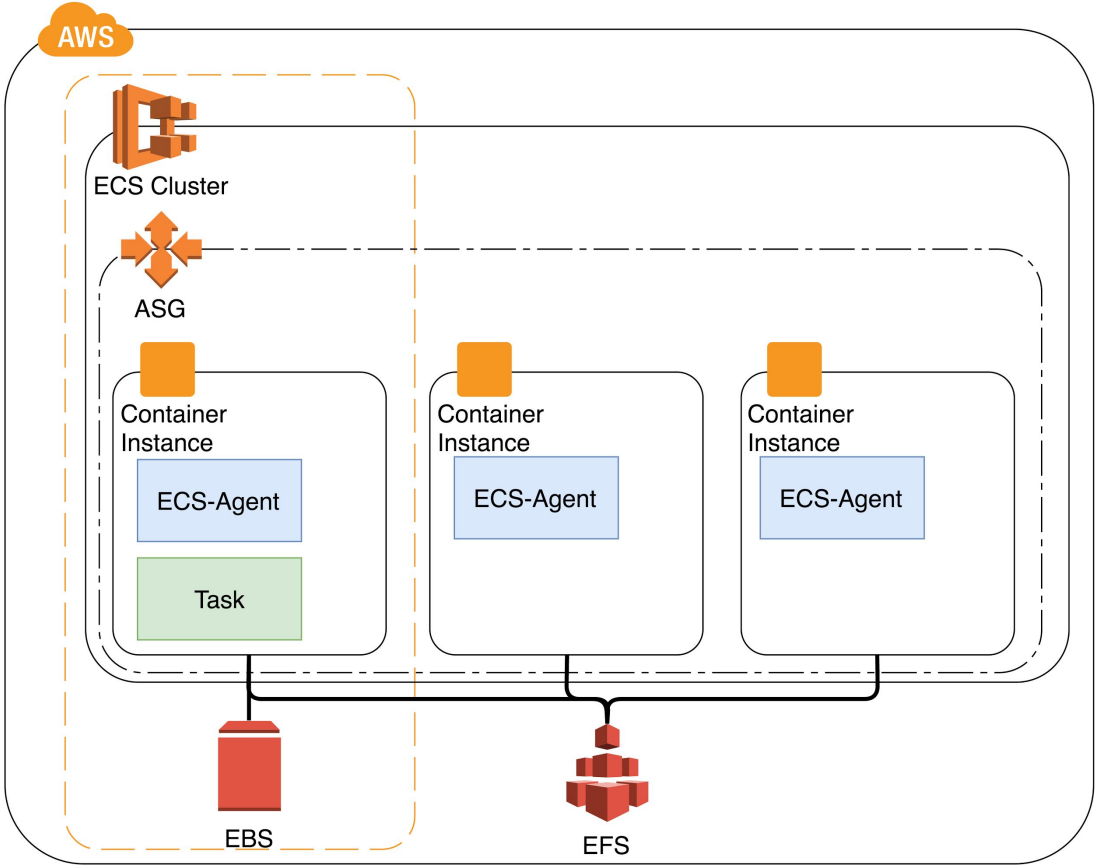 AWS
ECS Cluster
ASG
Container
Instance
ECS-Agent
Task
Container
Instance
ECS-Agent
Container
Instance
ECS-Agent
EBS
EFS